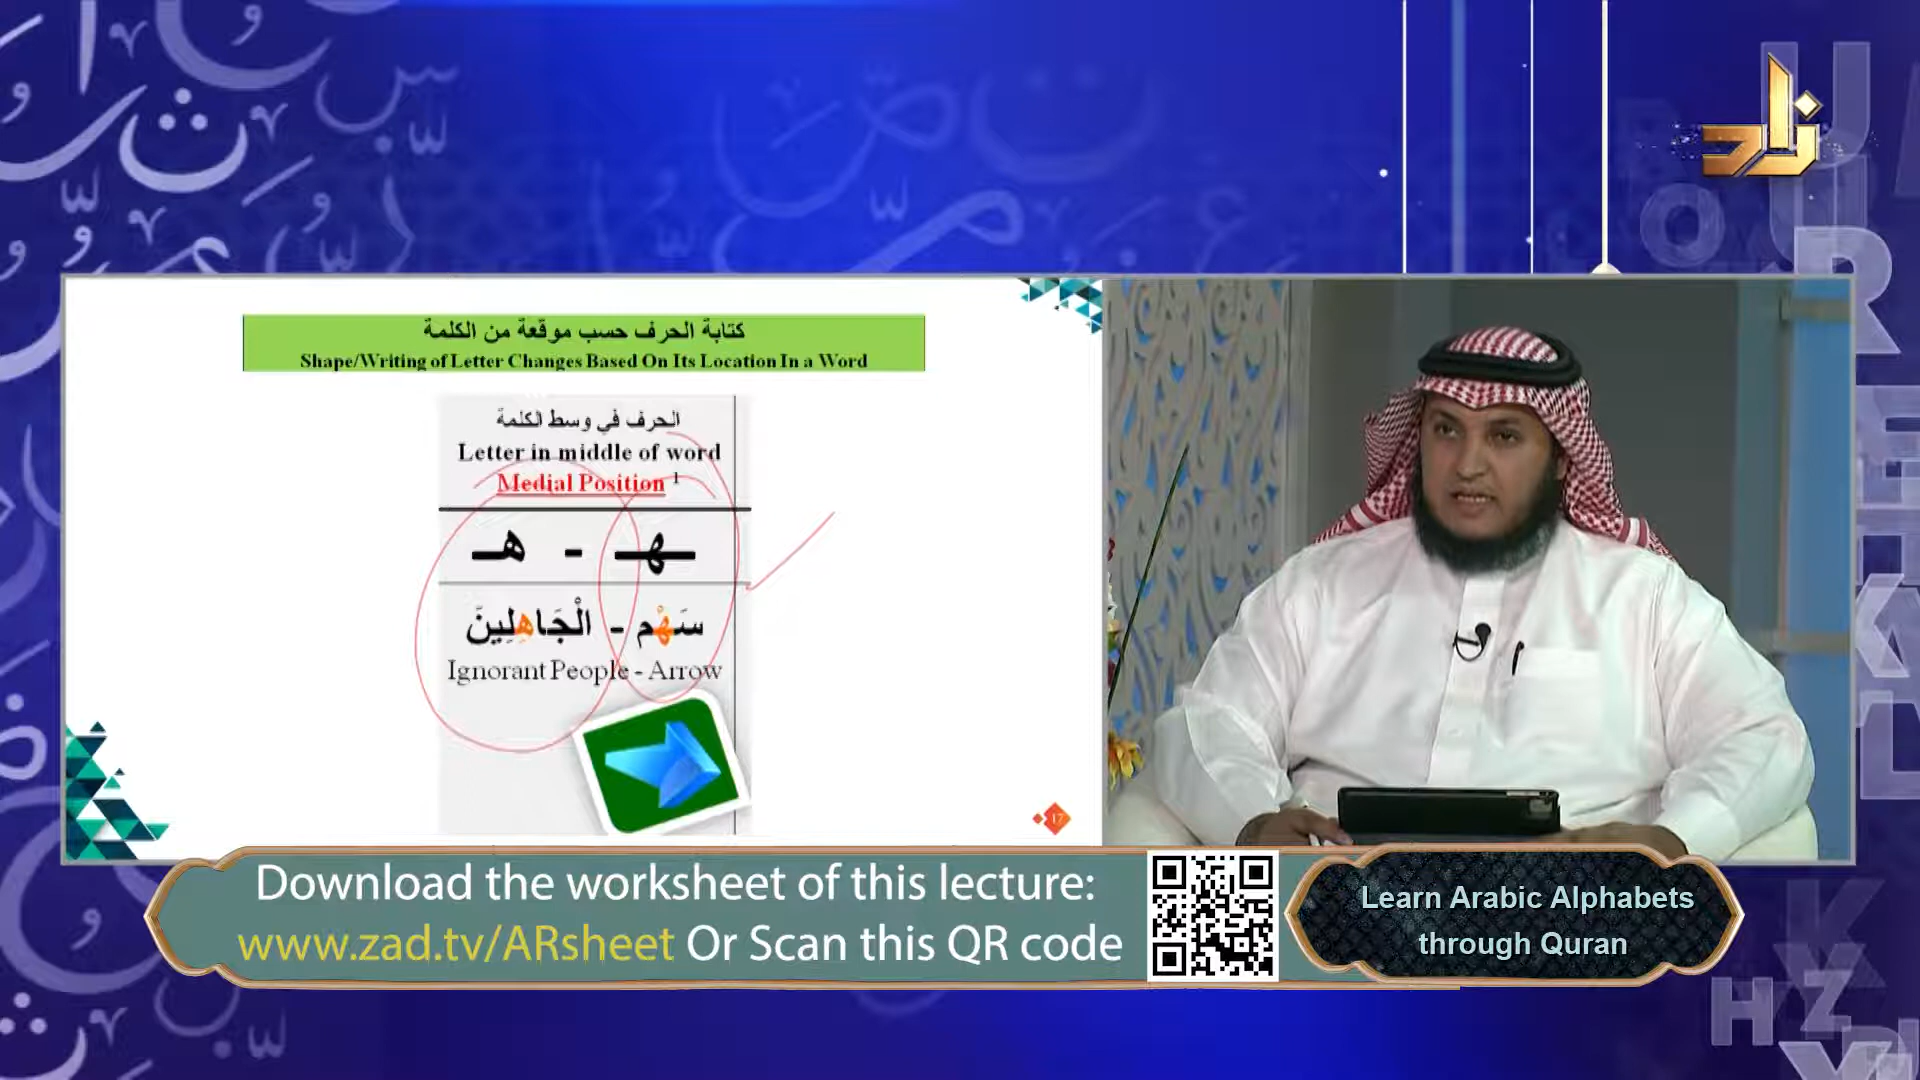 زاد
كتابة الحرف حسب موقعة من الكلمة
Shape/Writing of Letter Changes Based On Its Location In a Word
الحرف في وسط الكلمة
Letter in middle of word
Medial Position 1
ـهـ - هـ
سَهْم - الْجَاهِلِينَ
Ignorant People - Arrow
17
Download the worksheet of this lecture:
www.zad.tv/ARsheet Or Scan this QR code
Learn Arabic Alphabets
through Quran